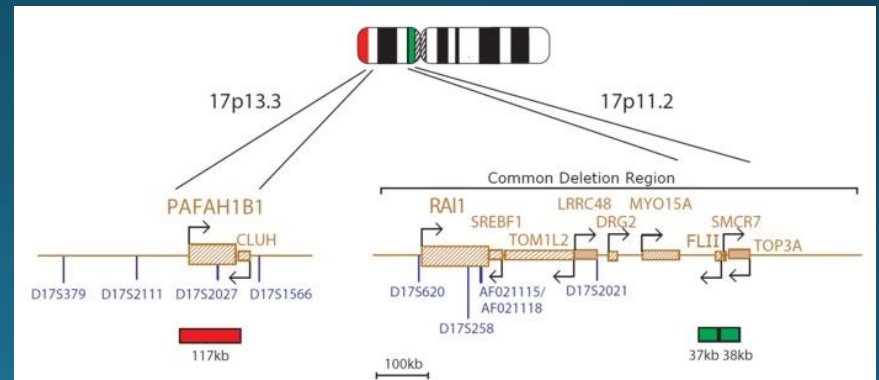 17p13.3
17p11.2
Common Deletion Region
PAFAH1B1
CLUH
RAI1
SREBF1
TOM1L2
LRRC48
DRG2
MYO15A
FLII
SMCR7
TOP3A
D17S379
D17S2111
D17S2027
D17S1566
D17S620
D17S258
AF021115/
AF021118
D17S2021
117kb
100kb
37kb 38kb